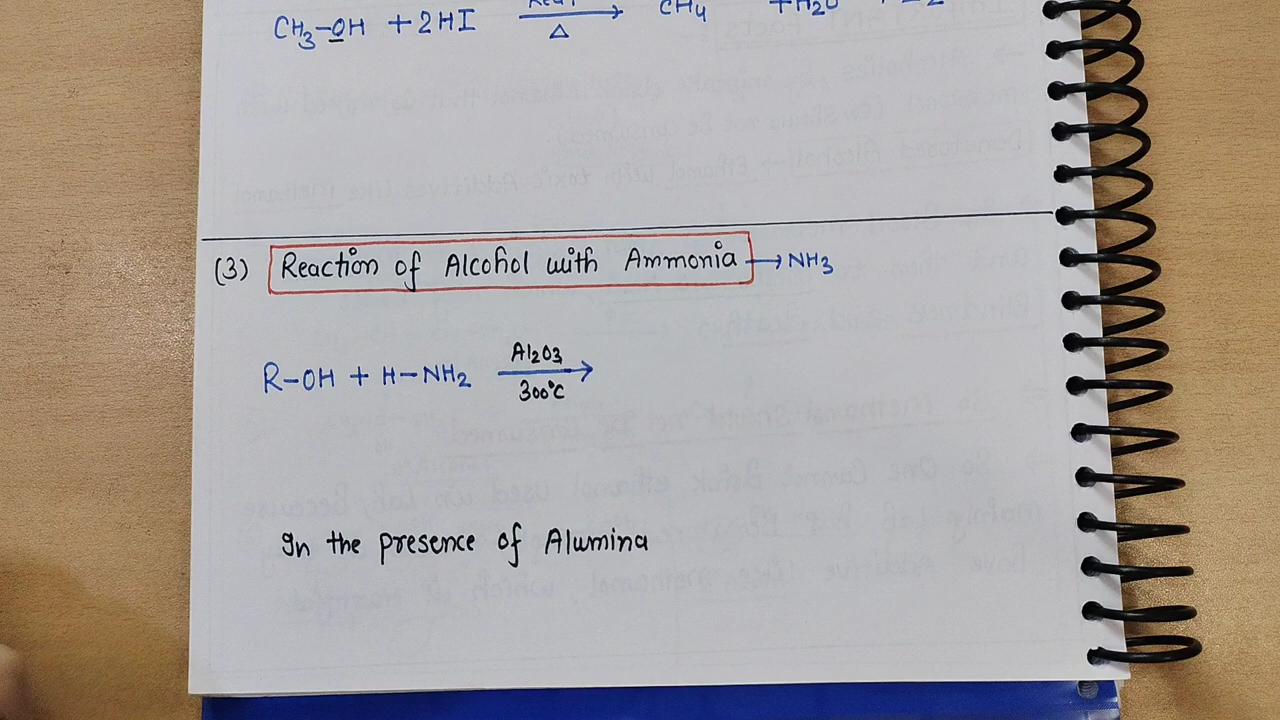 CH3-OH + 2HI → CH4 + H2O
Δ
(3) Reaction of Alcohol with Ammonia → NH3
Al2O3
R-OH + H-NH2 →
300°C
In the presence of Alumina